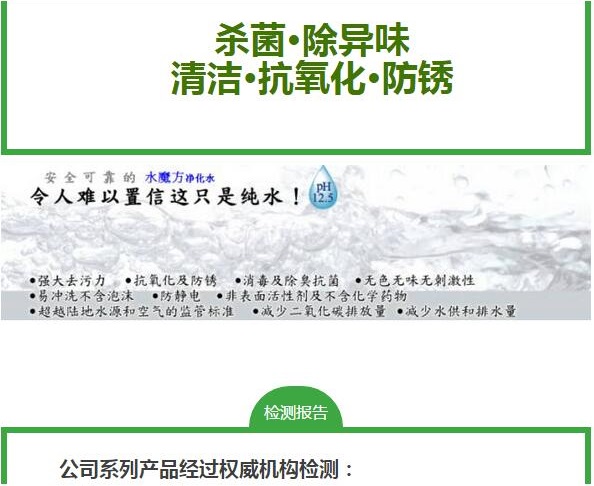 杀菌•除异味
清洁•抗氧化•防锈
安全可靠的 水魔方净化水
令人难以置信这只是纯水！
pH
12.5
•强大去污力 •抗氧化及防锈 •消毒及除臭抗菌 •无色无味无刺激性
•易冲洗不含泡沫 •防静电 •非表面活性剂及不含化学药物
•超越陆地水源和空气的监管标准 •减少二氧化碳排放量 •减少水供和排水量
检测报告
公司系列产品经过权威机构检测：